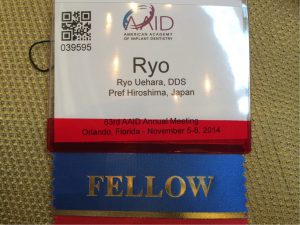 AAID
AMERICAN ACADEMY
OF IMPLANT DENTISTRY
039595
Ryo
Ryo Uehara, DDS
Pref Hiroshima, Japan
63rd AAID Annual Meeting
Orlando, Florida - November 5-8, 2014
FELLOW